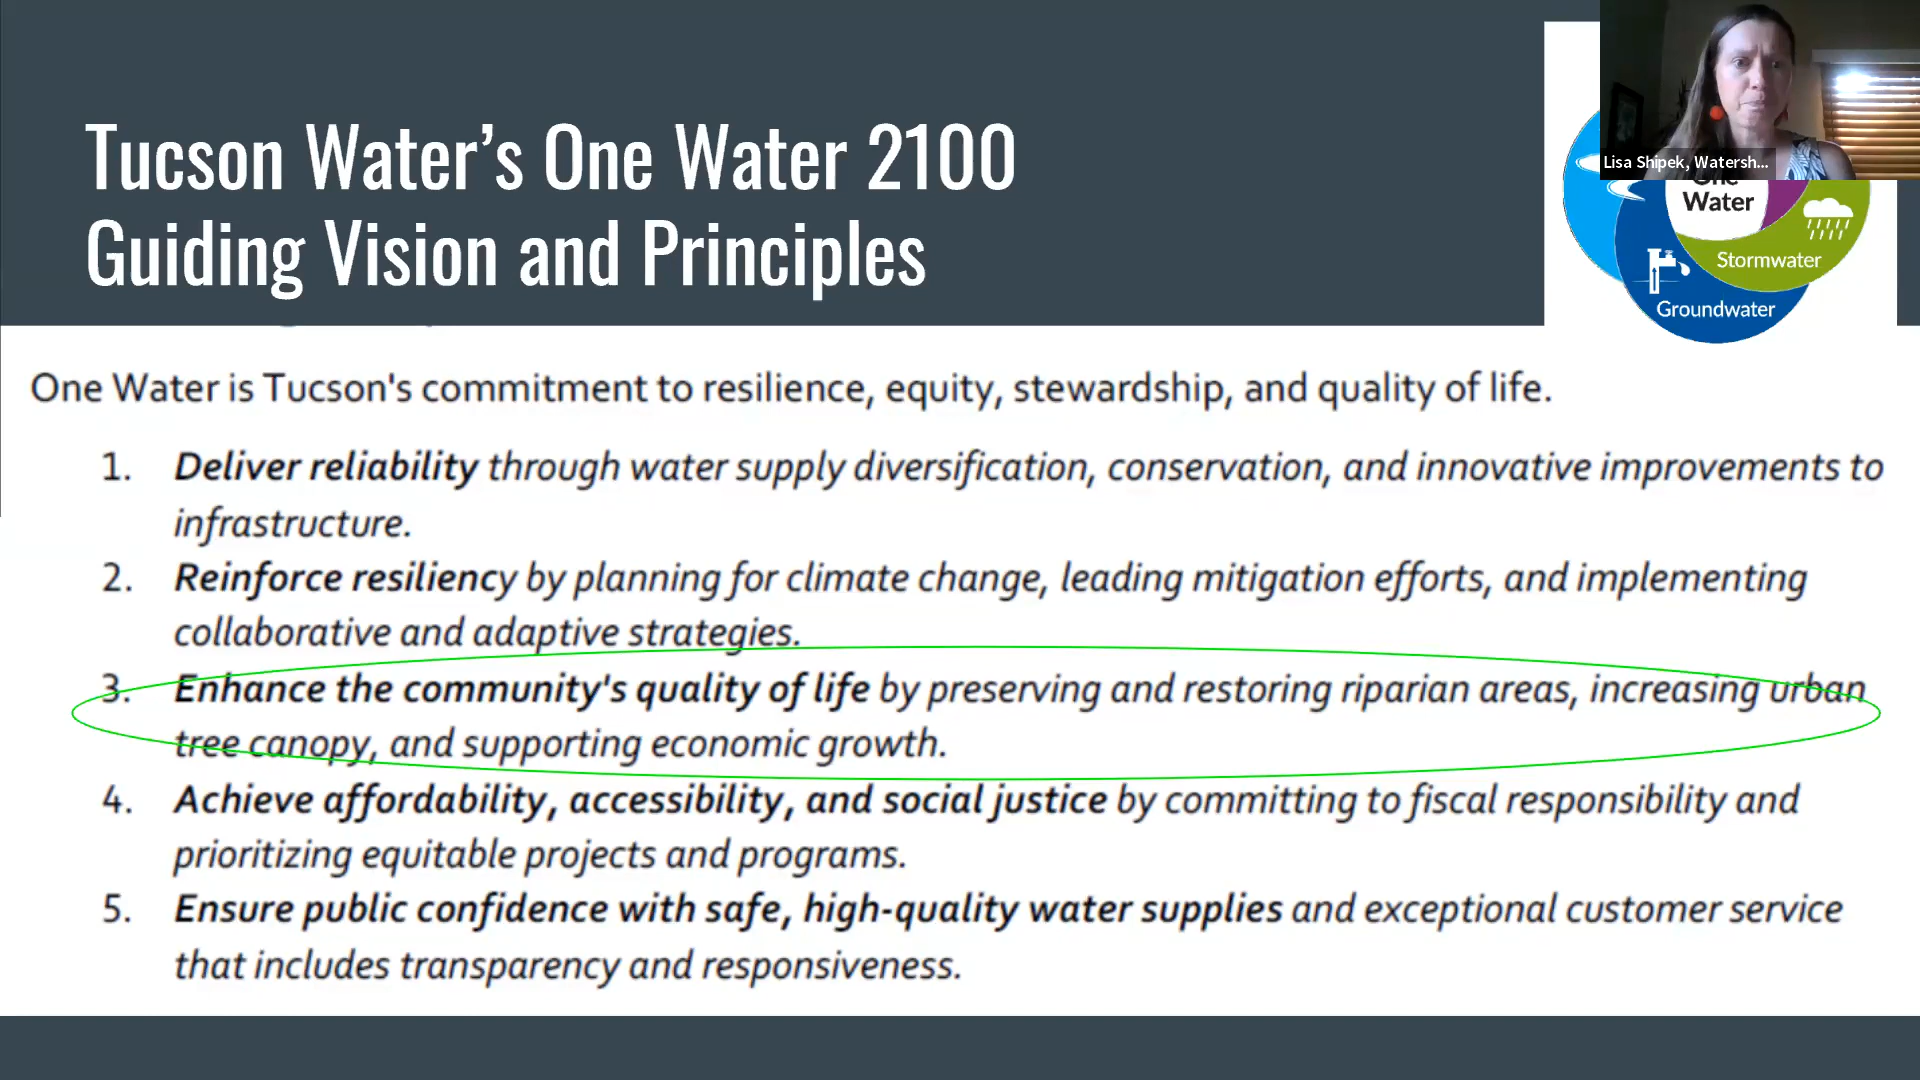 Tucson Water’s One Water 2100
Guiding Vision and Principles
Lisa Shipek, Watersh...
One
Water
Stormwater
Groundwater
One Water is Tucson's commitment to resilience, equity, stewardship, and quality of life.
1. Deliver reliability through water supply diversification, conservation, and innovative improvements to
infrastructure.
2. Reinforce resiliency by planning for climate change, leading mitigation efforts, and implementing
collaborative and adaptive strategies.
3. Enhance the community's quality of life by preserving and restoring riparian areas, increasing urban
tree canopy, and supporting economic growth.
4. Achieve affordability, accessibility, and social justice by committing to fiscal responsibility and
prioritizing equitable projects and programs.
5. Ensure public confidence with safe, high-quality water supplies and exceptional customer service
that includes transparency and responsiveness.